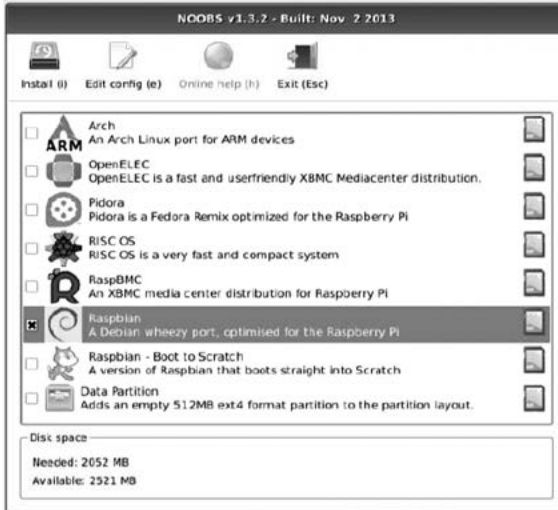 NOOBS v1.3.2 - Built: Nov 2 2013
Install (i) Edit config (e) Online help (h) Exit (Esc)
Arch
ARM
An Arch Linux port for ARM devices
OpenELEC
OpenELEC is a fast and userfriendly XBMC Mediacenter distribution.
Pidora
Pidora is a Fedora Remix optimized for the Raspberry Pi
RISC OS
RISC OS is a very fast and compact system
RaspBMC
An XBMC media center distribution for Raspberry Pi
Raspbian
A Debian wheezy port, optimised for the Raspberry Pi
Raspbian - Boot to Scratch
A version of Raspbian that boots straight into Scratch
Data Partition
Adds an empty 512MB ext4 format partition to the partition layout.
Disk space
Needed: 2052 MB
Available: 2521 MB